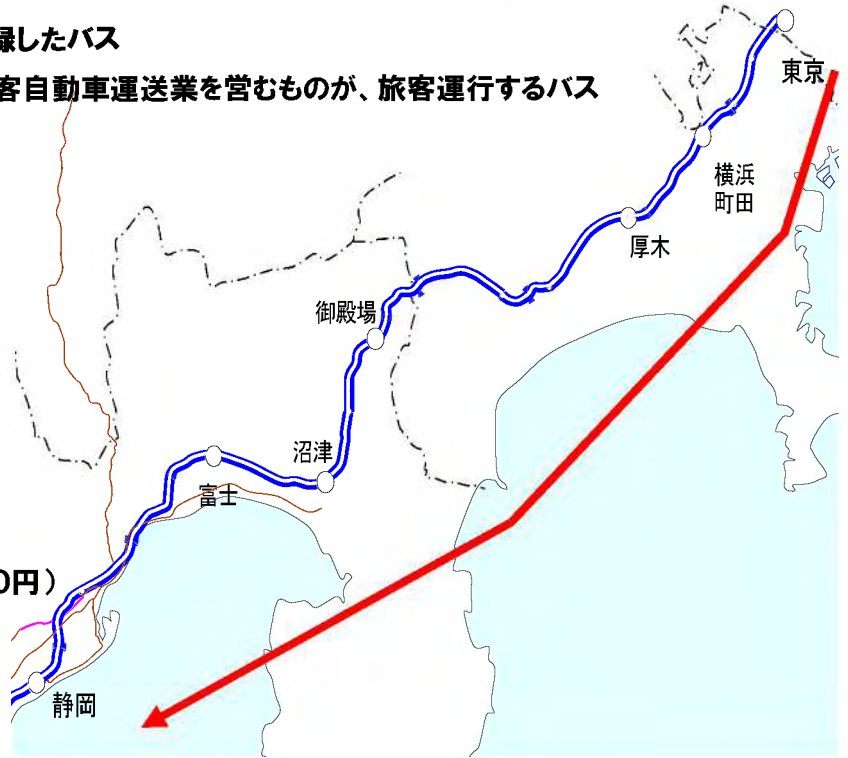 録したバス
客自動車運送業を営むものが、旅客運行するバス
東京
横浜
町田
厚木
御殿場
沼津
富士
0円）
静岡